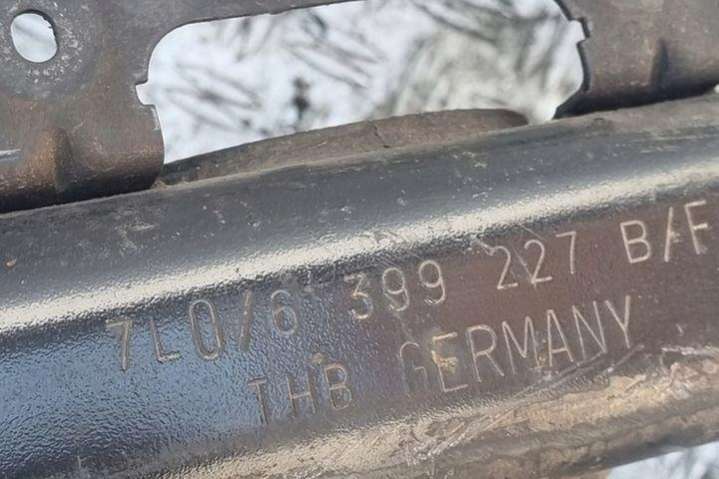 7L0/6 399 227 B/F
THB GERMANY